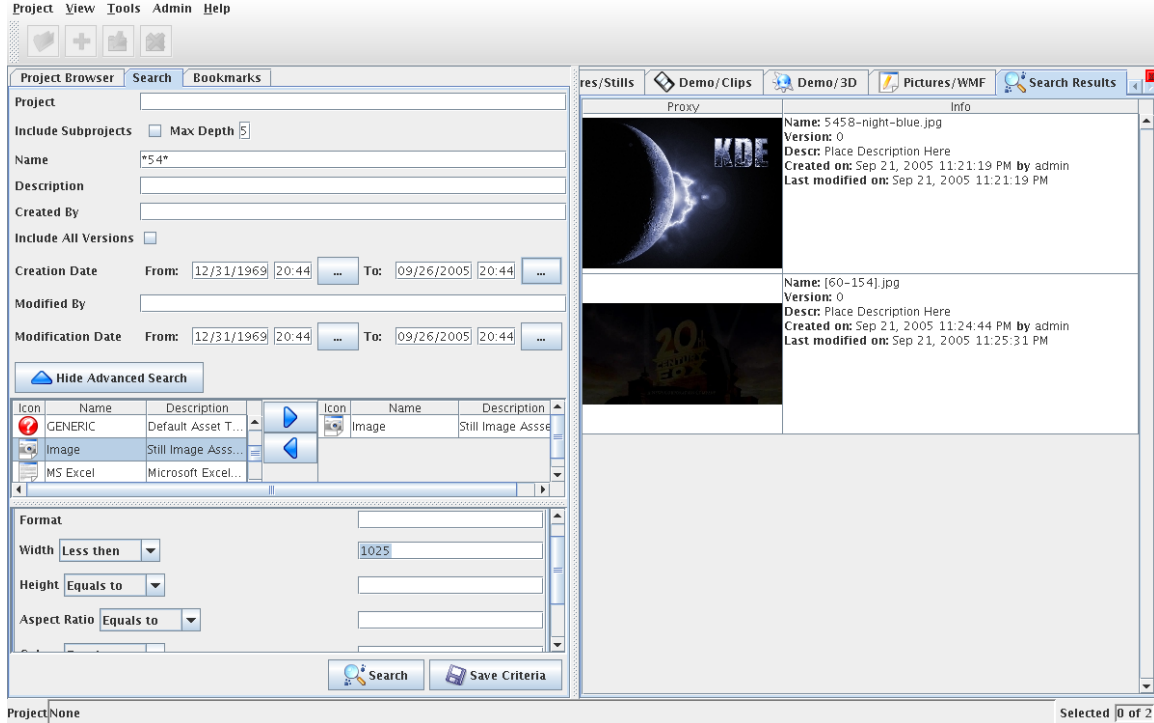 Project View Tools Admin Help
Project Browser Search Bookmarks
Project
Include Subprojects Max Depth 5
Name *54*
Description
Created By
Include All Versions
Creation Date From: 12/31/1969 20:44 ... To: 09/26/2005 20:44 ...
Modified By
Modification Date From: 12/31/1969 20:44 ... To: 09/26/2005 20:44 ...
Hide Advanced Search
Icon Name Description
GENERIC Default Asset T...
Image Still Image Asss...
MS Excel Microsoft Excel...
Icon Name Description
Image Still Image Assse
Format
Width Less then 1025
Height Equals to
Aspect Ratio Equals to
Search Save Criteria
res/Stills Demo/Clips Demo/3D Pictures/WMF Search Results
Proxy Info
KDE
Name: 5458-night-blue.jpg
Version: 0
Descr: Place Description Here
Created on: Sep 21, 2005 11:21:19 PM by admin
Last modified on: Sep 21, 2005 11:21:19 PM
20
CENTURY
FOX
Name: [60-154].jpg
Version: 0
Descr: Place Description Here
Created on: Sep 21, 2005 11:24:44 PM by admin
Last modified on: Sep 21, 2005 11:25:31 PM
Project None
Selected 0 of 2